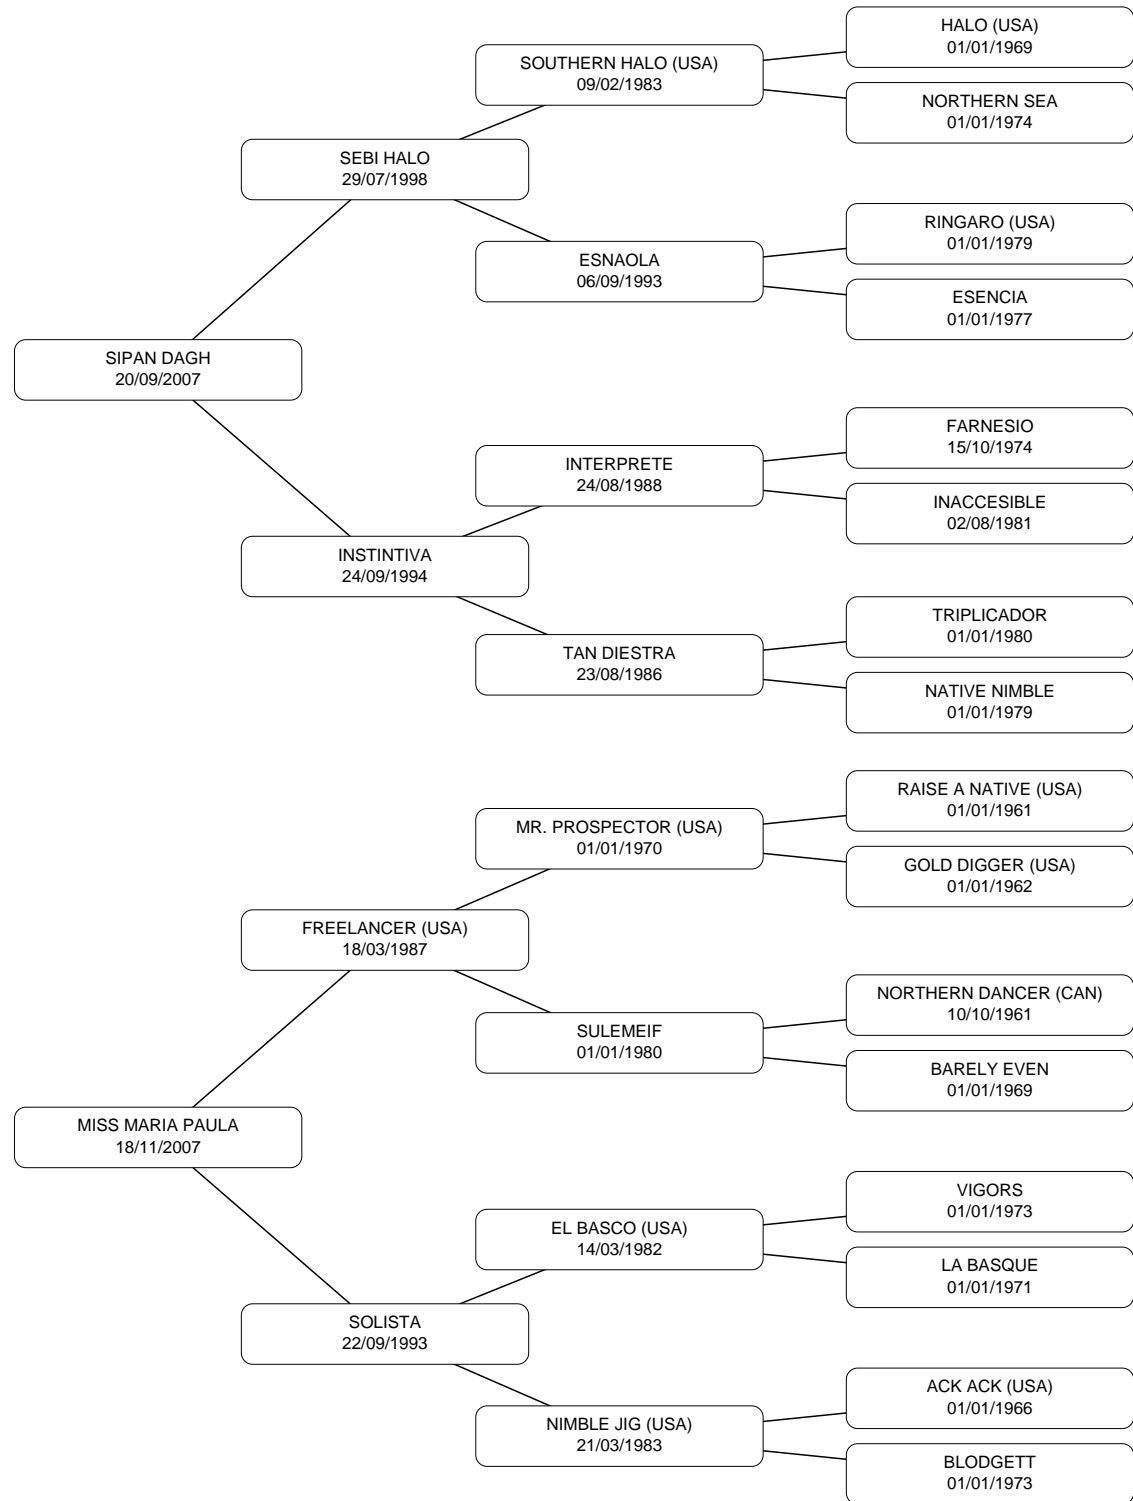 HALO (USA)
01/01/1969
SOUTHERN HALO (USA)
09/02/1983
NORTHERN SEA
01/01/1974
SEBI HALO
29/07/1998
RINGARO (USA)
01/01/1979
ESNAOLA
06/09/1993
ESENCIA
01/01/1977
SIPAN DAGH
20/09/2007
FARNESIO
15/10/1974
INTERPRETE
24/08/1988
INACCESIBLE
02/08/1981
INSTINTIVA
24/09/1994
TRIPLICADOR
01/01/1980
TAN DIESTRA
23/08/1986
NATIVE NIMBLE
01/01/1979
RAISE A NATIVE (USA)
01/01/1961
MR. PROSPECTOR (USA)
01/01/1970
GOLD DIGGER (USA)
01/01/1962
FREELANCER (USA)
18/03/1987
NORTHERN DANCER (CAN)
10/10/1961
SULEMEIF
01/01/1980
BARELY EVEN
01/01/1969
MISS MARIA PAULA
18/11/2007
VIGORS
01/01/1973
EL BASCO (USA)
14/03/1982
LA BASQUE
01/01/1971
SOLISTA
22/09/1993
ACK ACK (USA)
01/01/1966
NIMBLE JIG (USA)
21/03/1983
BLODGETT
01/01/1973